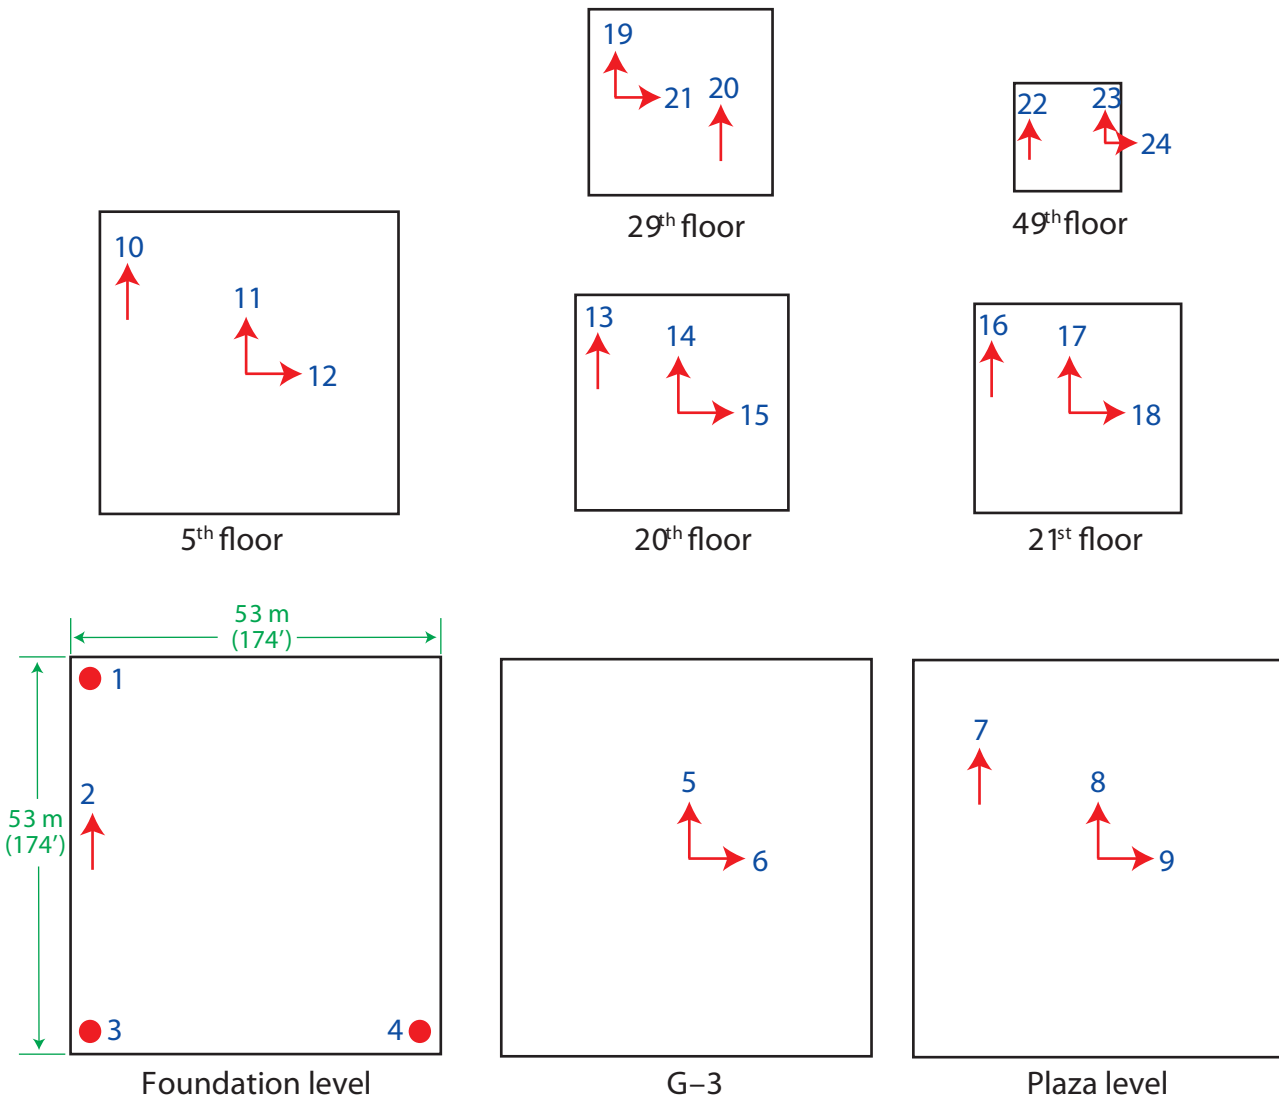 19
21
20
29th floor
22
23
24
49th floor
10
11
12
5th floor
13
14
15
20th floor
16
17
18
21st floor
53 m
(174′)
53 m
(174′)
1
2
3
4
Foundation level
5
6
G–3
7
8
9
Plaza level